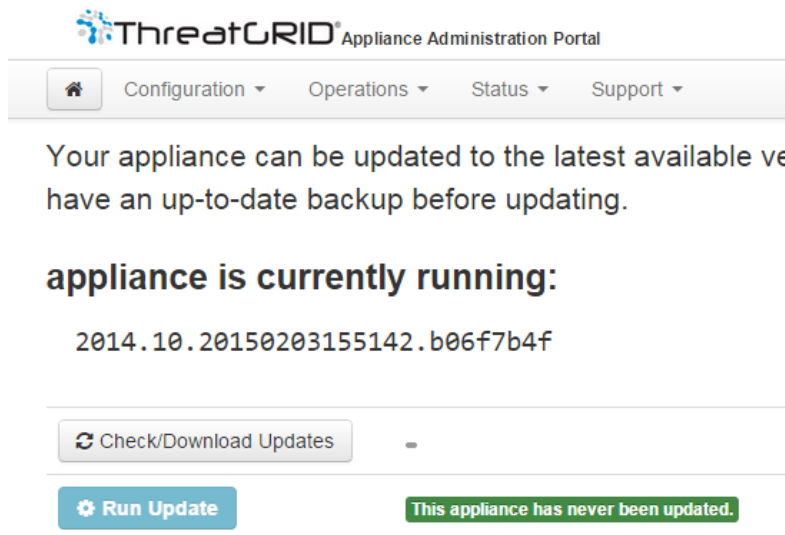 ThreatGRID® Appliance Administration Portal
Configuration Operations Status Support
Your appliance can be updated to the latest available ve
have an up-to-date backup before updating.
appliance is currently running:
2014.10.20150203155142.b06f7b4f
Check/Download Updates -
Run Update This appliance has never been updated.